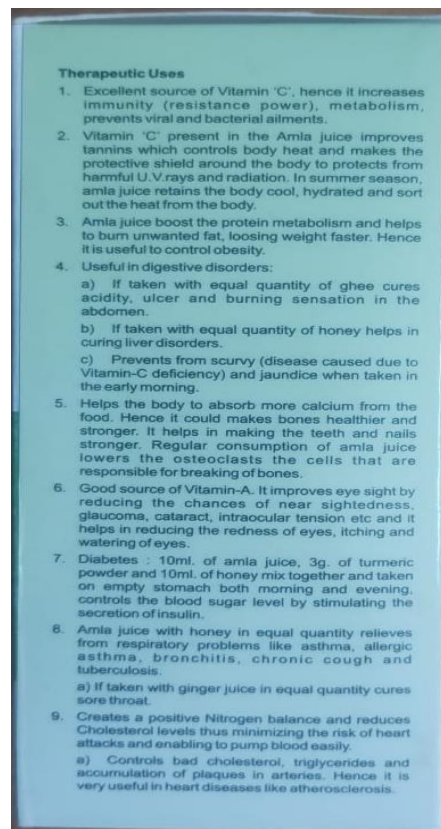 Therapeutic Uses
1. Excellent source of Vitamin 'C', hence it increases
immunity (resistance power), metabolism,
prevents viral and bacterial ailments.
2. Vitamin 'C' present in the Amla juice improves
tannins which controls body heat and makes the
protective shield around the body to protects from
harmful U.V.rays and radiation. In summer season,
amla juice retains the body cool, hydrated and sort
out the heat from the body.
3. Amla juice boost the protein metabolism and helps
to burn unwanted fat, loosing weight faster. Hence
it is useful to control obesity.
4. Useful in digestive disorders:
a) If taken with equal quantity of ghee cures
acidity, ulcer and burning sensation in the
abdomen.
b) If taken with equal quantity of honey helps in
curing liver disorders.
c) Prevents from scurvy (disease caused due to
Vitamin-C deficiency) and jaundice when taken in
the early morning.
5. Helps the body to absorb more calcium from the
food. Hence it could makes bones healthier and
stronger. It helps in making the teeth and nails
stronger. Regular consumption of amla juice
lowers the osteoclasts the cells that are
responsible for breaking of bones.
6. Good source of Vitamin-A. It improves eye sight by
reducing the chances of near sightedness,
glaucoma, cataract, intraocular tension etc and it
helps in reducing the redness of eyes, itching and
watering of eyes.
7. Diabetes : 10ml. of amla juice, 3g. of turmeric
powder and 10ml. of honey mix together and taken
on empty stomach both morning and evening,
controls the blood sugar level by stimulating the
secretion of insulin.
8. Amla juice with honey in equal quantity relieves
from respiratory problems like asthma, allergic
asthma, bronchitis, chronic cough and
tuberculosis.
a) If taken with ginger juice in equal quantity cures
sore throat.
9. Creates a positive Nitrogen balance and reduces
Cholesterol levels thus minimizing the risk of heart
attacks and enabling to pump blood easily.
a) Controls bad cholesterol, triglycerides and
accumulation of plaques in arteries. Hence it is
very useful in heart diseases like atherosclerosis.